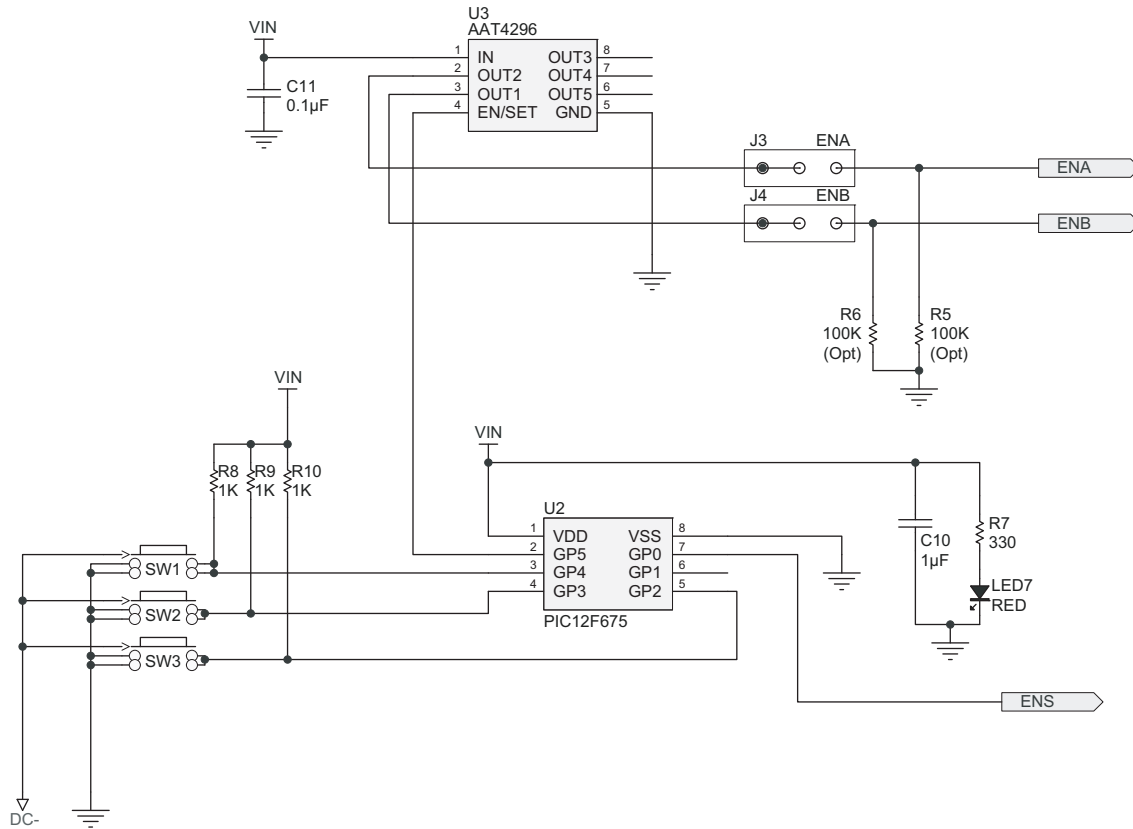 U3
AAT4296
VIN
1 IN OUT3 8
2 OUT2 OUT4 7
3 OUT1 OUT5 6
4 EN/SET GND 5
C11
0.1µF
J3 ENA
ENA
J4 ENB
ENB
R6
100K
(Opt)
R5
100K
(Opt)
VIN
R8
1K
R9
1K
R10
1K
VIN
U2
1 VDD VSS 8
2 GP5 GP0 7
3 GP4 GP1 6
4 GP3 GP2 5
PIC12F675
C10
1µF
R7
330
LED7
RED
SW1
SW2
SW3
ENS
DC-